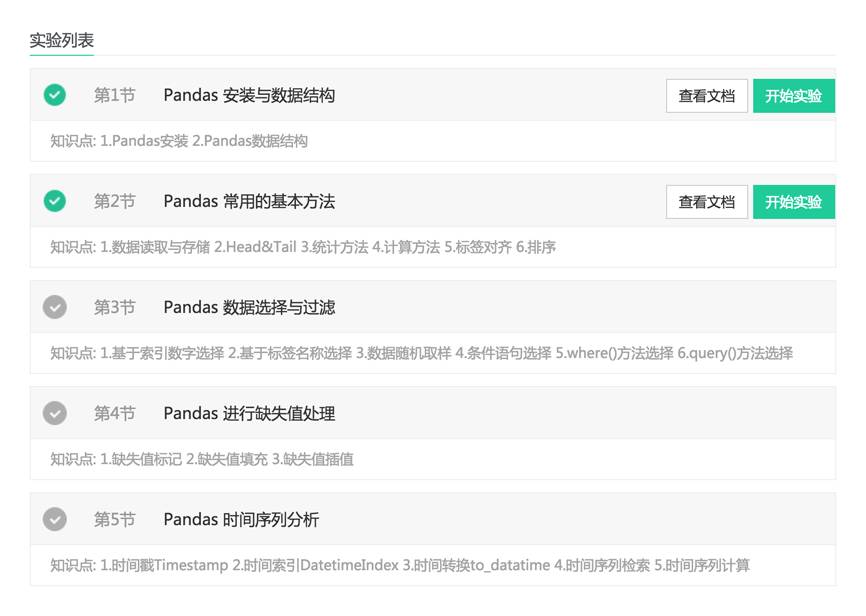 实验列表
第1节 Pandas 安装与数据结构 查看文档 开始实验
知识点: 1.Pandas安装 2.Pandas数据结构
第2节 Pandas 常用的基本方法 查看文档 开始实验
知识点: 1.数据读取与存储 2.Head&Tail 3.统计方法 4.计算方法 5.标签对齐 6.排序
第3节 Pandas 数据选择与过滤
知识点: 1.基于索引数字选择 2.基于标签名称选择 3.数据随机取样 4.条件语句选择 5.where()方法选择 6.query()方法选择
第4节 Pandas 进行缺失值处理
知识点: 1.缺失值标记 2.缺失值填充 3.缺失值插值
第5节 Pandas 时间序列分析
知识点: 1.时间戳Timestamp 2.时间索引DatetimeIndex 3.时间转换to_datatime 4.时间序列检索 5.时间序列计算